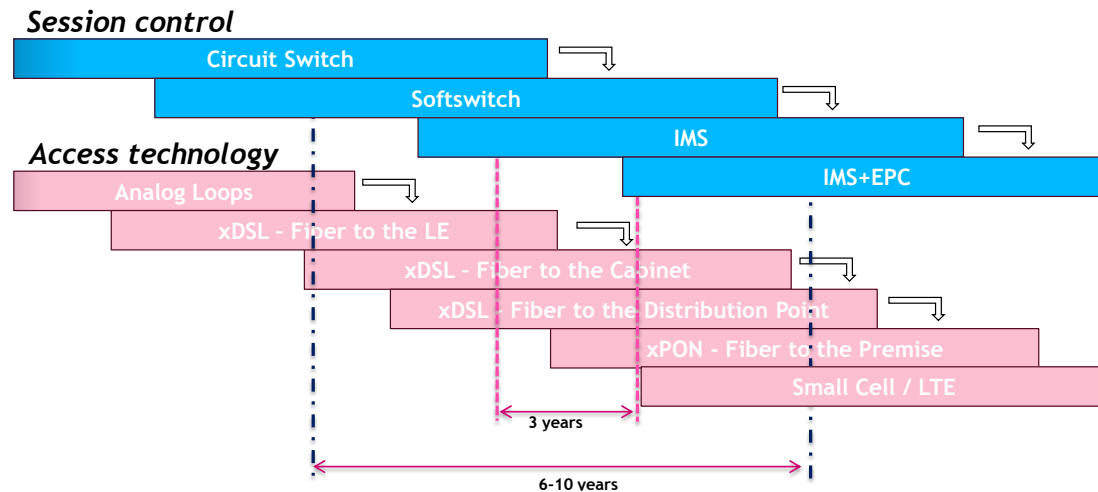 Session control
Circuit Switch
Softswitch
IMS
Access technology
IMS+EPC
Analog Loops
xDSL - Fiber to the LE
xDSL - Fiber to the Cabinet
xDSL - Fiber to the Distribution Point
xPON - Fiber to the Premise
Small Cell / LTE
3 years
6-10 years